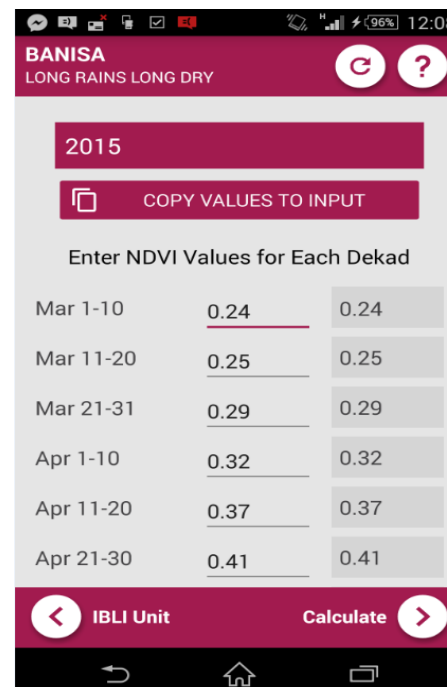 96% 12:0
BANISA
LONG RAINS LONG DRY
?
2015
COPY VALUES TO INPUT
Enter NDVI Values for Each Dekad
Mar 1-10 0.24 0.24
Mar 11-20 0.25 0.25
Mar 21-31 0.29 0.29
Apr 1-10 0.32 0.32
Apr 11-20 0.37 0.37
Apr 21-30 0.41 0.41
IBLI Unit Calculate